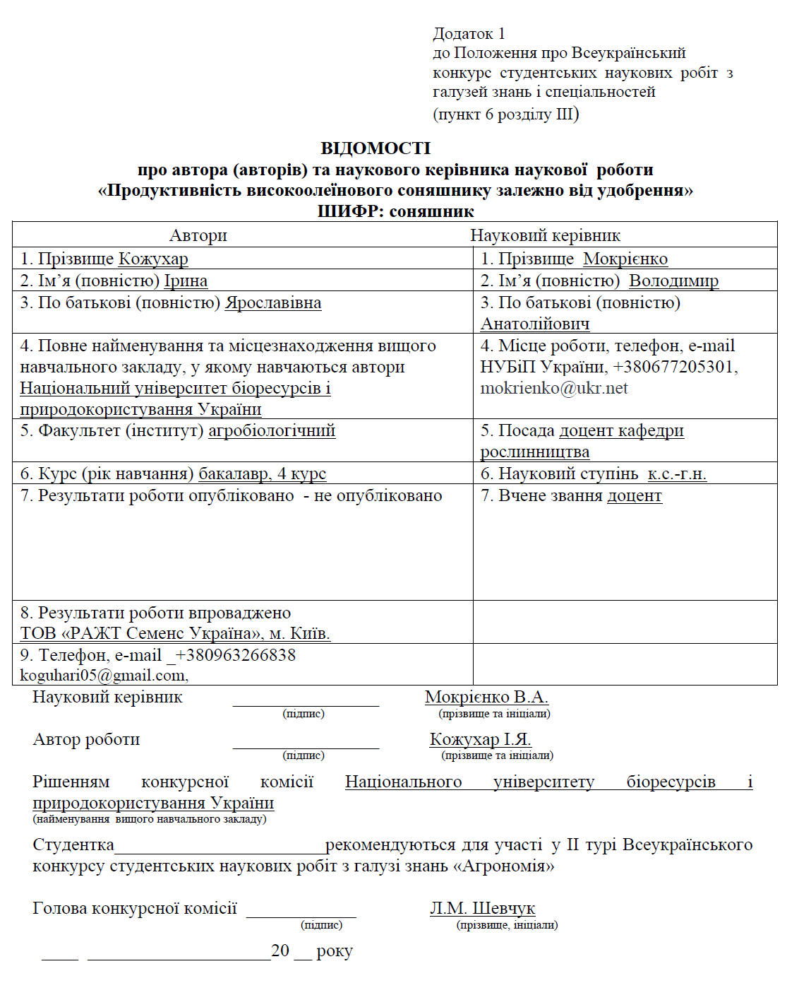 Додаток 1
до Положення про Всеукраїнський
конкурс студентських наукових робіт з
галузей знань і спеціальностей
(пункт 6 розділу ІІІ)
ВІДОМОСТІ
про автора (авторів) та наукового керівника наукової роботи
«Продуктивність високоолеїнового соняшнику залежно від удобрення»
ШИФР: соняшник
Автори Науковий керівник
1. Прізвище Кожухар
1. Прізвище Мокрієнко
2. Ім’я (повністю) Ірина
2. Ім’я (повністю) Володимир
3. По батькові (повністю) Ярославівна
3. По батькові (повністю)
Анатолійович
4. Повне найменування та місцезнаходження вищого
навчального закладу, у якому навчаються автори
Національний університет біоресурсів і
природокористування України
4. Місце роботи, телефон, e-mail
НУБіП України, +380677205301,
mokrienko@ukr.net
5. Факультет (інститут) агробіологічний
5. Посада доцент кафедри
рослинництва
6. Курс (рік навчання) бакалавр, 4 курс
6. Науковий ступінь к.с.-г.н.
7. Результати роботи опубліковано - не опубліковано
7. Вчене звання доцент
8. Результати роботи впроваджено
ТОВ «РАЖТ Семенс Україна», м. Київ.
9. Телефон, e-mail _+380963266838
koguhari05@gmail.com,
Науковий керівник ________________ Мокрієнко В.А.
(підпис) (прізвище та ініціали)
Автор роботи ________________ Кожухар І.Я.
(підпис) (прізвище та ініціали)
Рішенням конкурсної комісії Національного університету біоресурсів і
природокористування України
(найменування вищого навчального закладу)
Студентка_______________________рекомендуються для участі у ІІ турі Всеукраїнського
конкурсу студентських наукових робіт з галузі знань «Агрономія»
Голова конкурсної комісії ____________ Л.М. Шевчук
(підпис) (прізвище, ініціали)
____ ____________________20 __ року